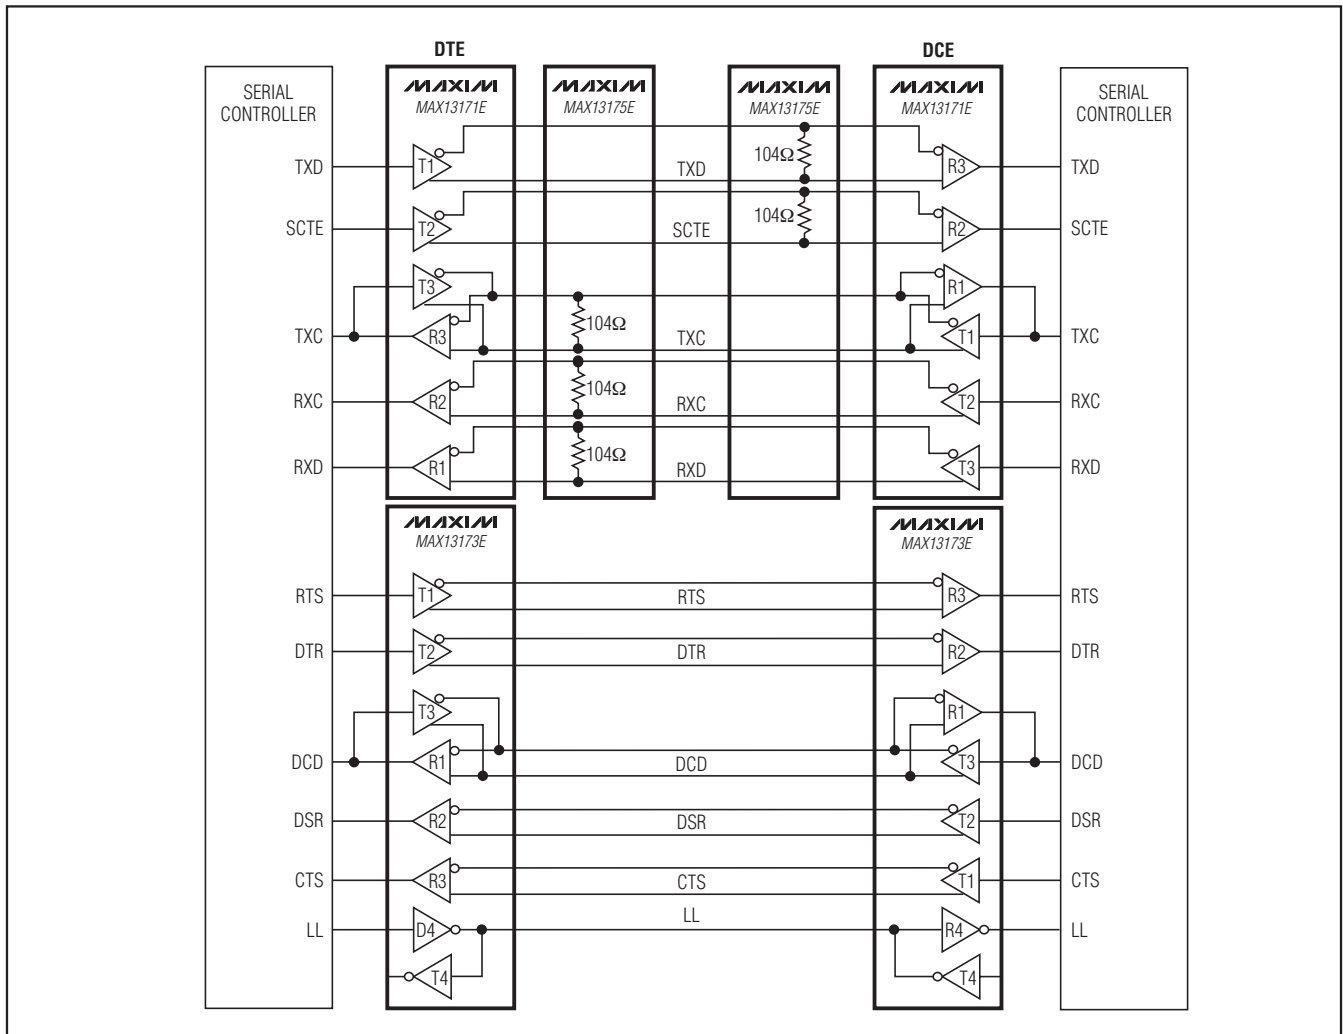 DTE
DCE
SERIAL
CONTROLLER
MAXIM
MAX13171E
MAXIM
MAX13175E
MAXIM
MAX13175E
MAXIM
MAX13171E
SERIAL
CONTROLLER
TXD
T1
TXD
104Ω
R3
TXD
SCTE
T2
SCTE
104Ω
R2
SCTE
T3
R1
TXC
R3
104Ω
TXC
T1
TXC
RXC
R2
104Ω
RXC
T2
RXC
RXD
R1
104Ω
RXD
T3
RXD
MAXIM
MAX13173E
MAXIM
MAX13173E
RTS
T1
RTS
R3
RTS
DTR
T2
DTR
R2
DTR
T3
R1
DCD
R1
DCD
T3
DCD
DSR
R2
DSR
T2
DSR
CTS
R3
CTS
T1
CTS
LL
D4
LL
R4
LL
T4
T4